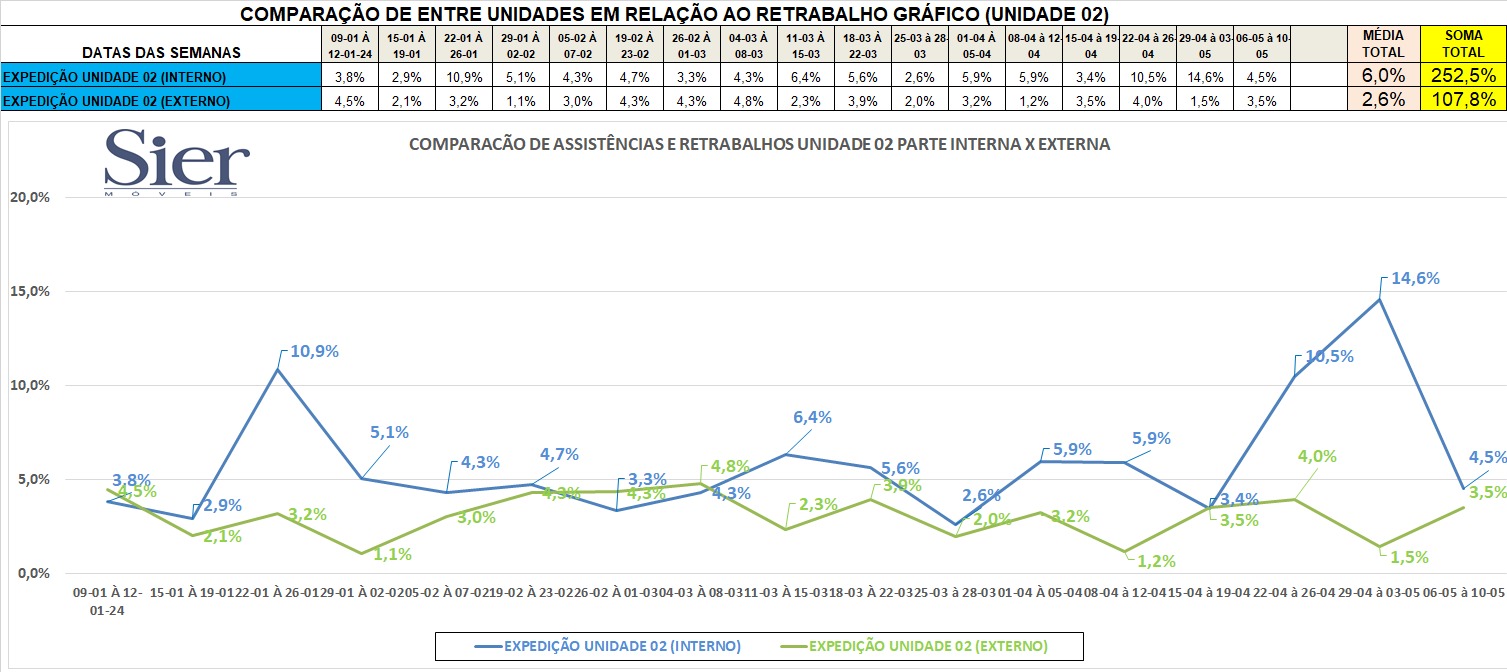 COMPARAÇÃO DE ENTRE UNIDADES EM RELAÇÃO AO RETRABALHO GRÁFICO (UNIDADE 02)
DATAS DAS SEMANAS 09-01 À 12-01-24 15-01 À 19-01 22-01 À 26-01 29-01 À 02-02 05-02 À 07-02 19-02 À 23-02 26-02 À 01-03 04-03 À 08-03 11-03 À 15-03 18-03 À 22-03 25-03 à 28-03 01-04 À 05-04 08-04 à 12-04 15-04 à 19-04 22-04 à 26-04 29-04 à 03-05 06-05 à 10-05 MÉDIA TOTAL SOMA TOTAL
EXPEDIÇÃO UNIDADE 02 (INTERNO) 3,8% 2,9% 10,9% 5,1% 4,3% 4,7% 3,3% 4,3% 6,4% 5,6% 2,6% 5,9% 5,9% 3,4% 10,5% 14,6% 4,5% 6,0% 252,5%
EXPEDIÇÃO UNIDADE 02 (EXTERNO) 4,5% 2,1% 3,2% 1,1% 3,0% 4,3% 4,3% 4,8% 2,3% 3,9% 2,0% 3,2% 1,2% 3,5% 4,0% 1,5% 3,5% 2,6% 107,8%
Sier
MÓVEIS
COMPARACÃO DE ASSISTÊNCIAS E RETRABALHOS UNIDADE 02 PARTE INTERNA X EXTERNA
20,0%
15,0%
10,0%
5,0%
0,0%
3,8% 2,9% 10,9% 5,1% 4,3% 4,7% 3,3% 4,3% 6,4% 5,6% 2,6% 5,9% 5,9% 3,4% 10,5% 14,6% 4,5%
4,5% 2,1% 3,2% 1,1% 3,0% 4,3% 4,3% 4,8% 2,3% 3,9% 2,0% 3,2% 1,2% 3,5% 4,0% 1,5% 3,5%
09-01 À 12-01-24 15-01 À 19-01 22-01 À 26-01 29-01 À 02-02 05-02 À 07-02 19-02 À 23-02 26-02 À 01-03 04-03 À 08-03 11-03 À 15-03 18-03 À 22-03 25-03 à 28-03 01-04 À 05-04 08-04 à 12-04 15-04 à 19-04 22-04 à 26-04 29-04 à 03-05 06-05 à 10-05
EXPEDIÇÃO UNIDADE 02 (INTERNO) EXPEDIÇÃO UNIDADE 02 (EXTERNO)